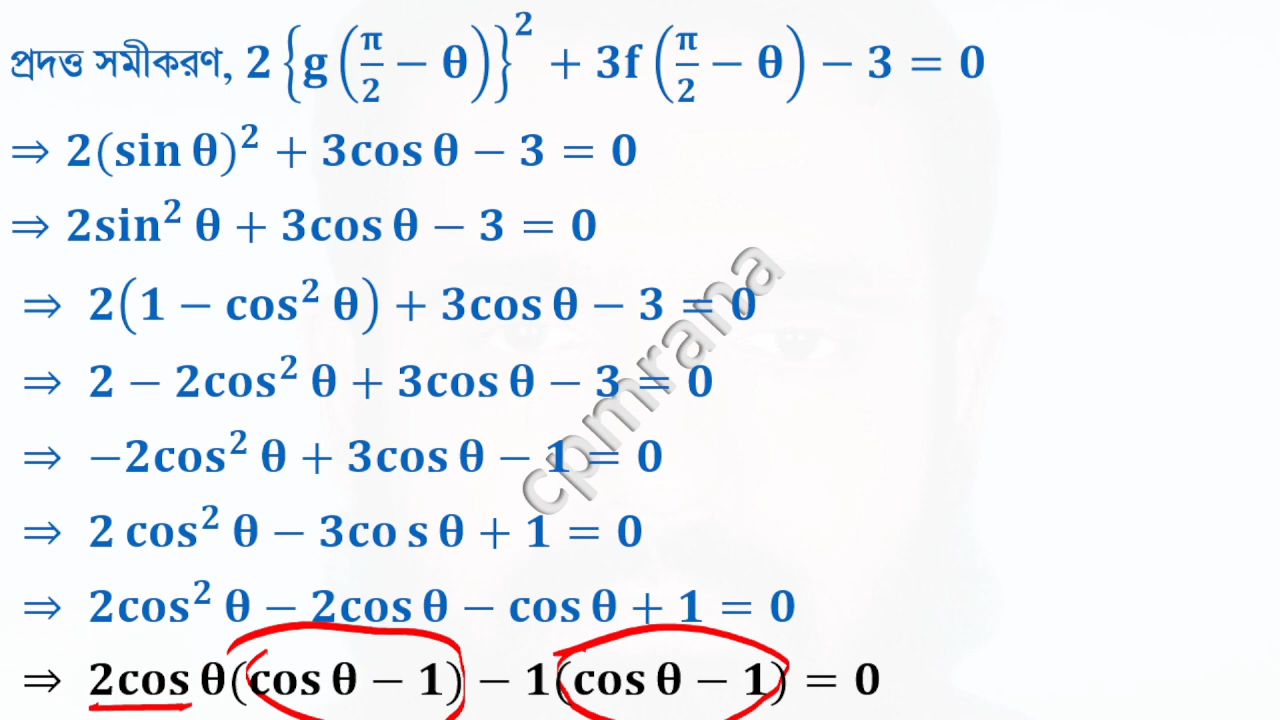 প্রদত্ত সমীকরণ, 2 {g(π/2 − θ)}² + 3f (π/2 − θ) − 3 = 0
⇒ 2(sin θ)² + 3cos θ − 3 = 0
⇒ 2sin² θ + 3cos θ − 3 = 0
⇒ 2(1 − cos² θ) + 3cos θ − 3 = 0
⇒ 2 − 2cos² θ + 3cos θ − 3 = 0
⇒ −2cos² θ + 3cos θ − 1 = 0
⇒ 2 cos² θ − 3co s θ + 1 = 0
⇒ 2cos² θ − 2cos θ − cos θ + 1 = 0
⇒ 2cos θ(cos θ − 1) − 1(cos θ − 1) = 0
cpmrana